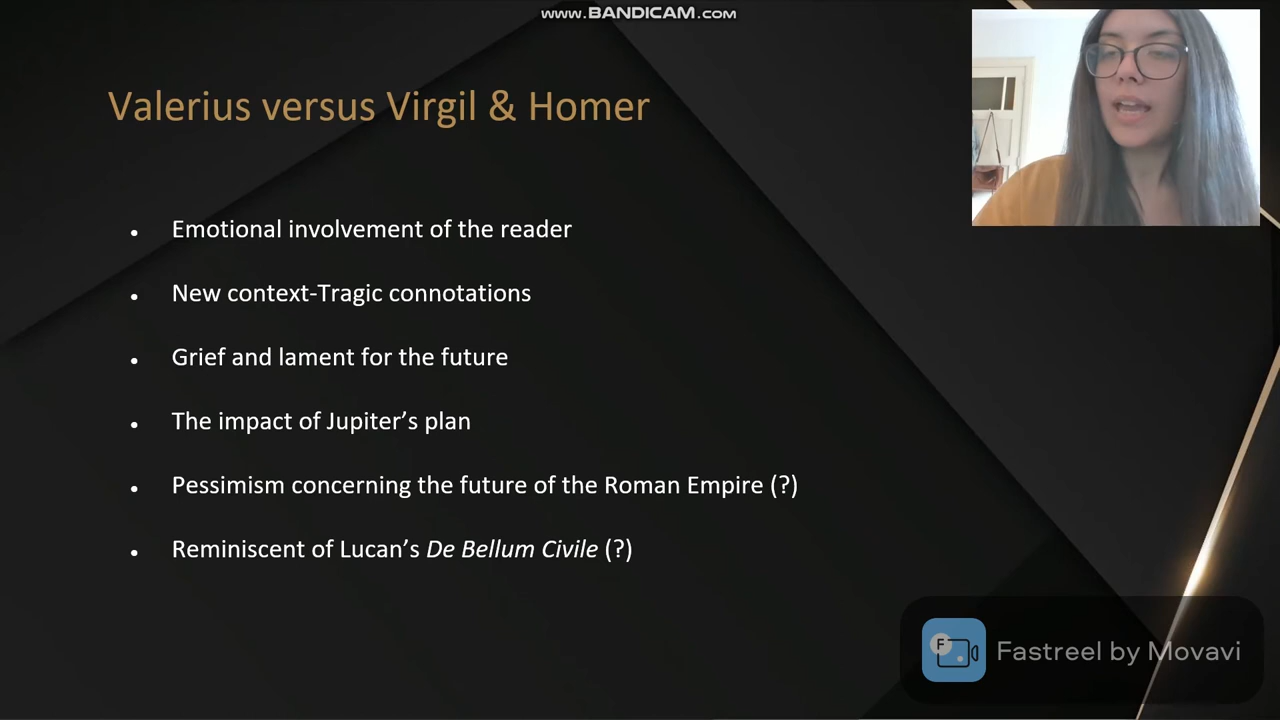 www.BANDICAM.com
Valerius versus Virgil & Homer
• Emotional involvement of the reader
• New context-Tragic connotations
• Grief and lament for the future
• The impact of Jupiter’s plan
• Pessimism concerning the future of the Roman Empire (?)
• Reminiscent of Lucan’s De Bellum Civile (?)
F
Fastreel by Movavi